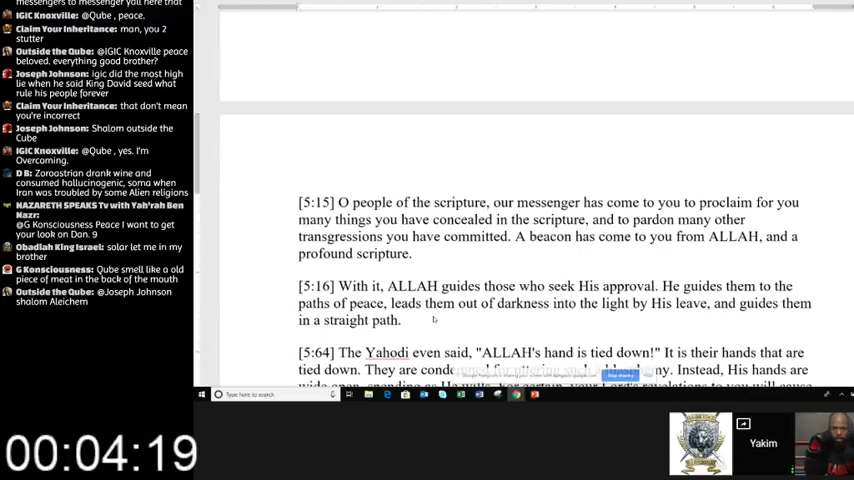 messengers to messenger yall here that
IGIC Knoxville: @Qube , peace.
Claim Your Inheritance: man, you 2
stutter
Outside the Qube: @IGIC Knoxville peace
beloved. everything good brother?
Joseph Johnson: igic did the most high
lie when he said King David seed what
rule his people forever
Claim Your Inheritance: that don't mean
you're incorrect
Joseph Johnson: Shalom outside the
Cube
IGIC Knoxville: @Qube , yes. I'm
Overcoming.
D B: Zoroastrian drank wine and
consumed hallucinogenic, soma when
Iran was troubled by some Alien religions
NAZARETH SPEAKS Tv with Yah'rah Ben
Nazr:
@G Konsciousness Peace I want to get
your look on Dan. 9
Obadiah King Israel: solar let me in my
brother
G Konsciousness: Qube smell like a old
piece of meat in the back of the mouth
Outside the Qube: @Joseph Johnson
shalom Aleichem
[5:15] O people of the scripture, our messenger has come to you to proclaim for you
many things you have concealed in the scripture, and to pardon many other
transgressions you have committed. A beacon has come to you from ALLAH, and a
profound scripture.
[5:16] With it, ALLAH guides those who seek His approval. He guides them to the
paths of peace, leads them out of darkness into the light by His leave, and guides them
in a straight path.
[5:64] The Yahodi even said, "ALLAH's hand is tied down!" It is their hands that are
tied down. They are
Instead, His hands are
Stop sharing
Type here to search
00:04:19
Yakim